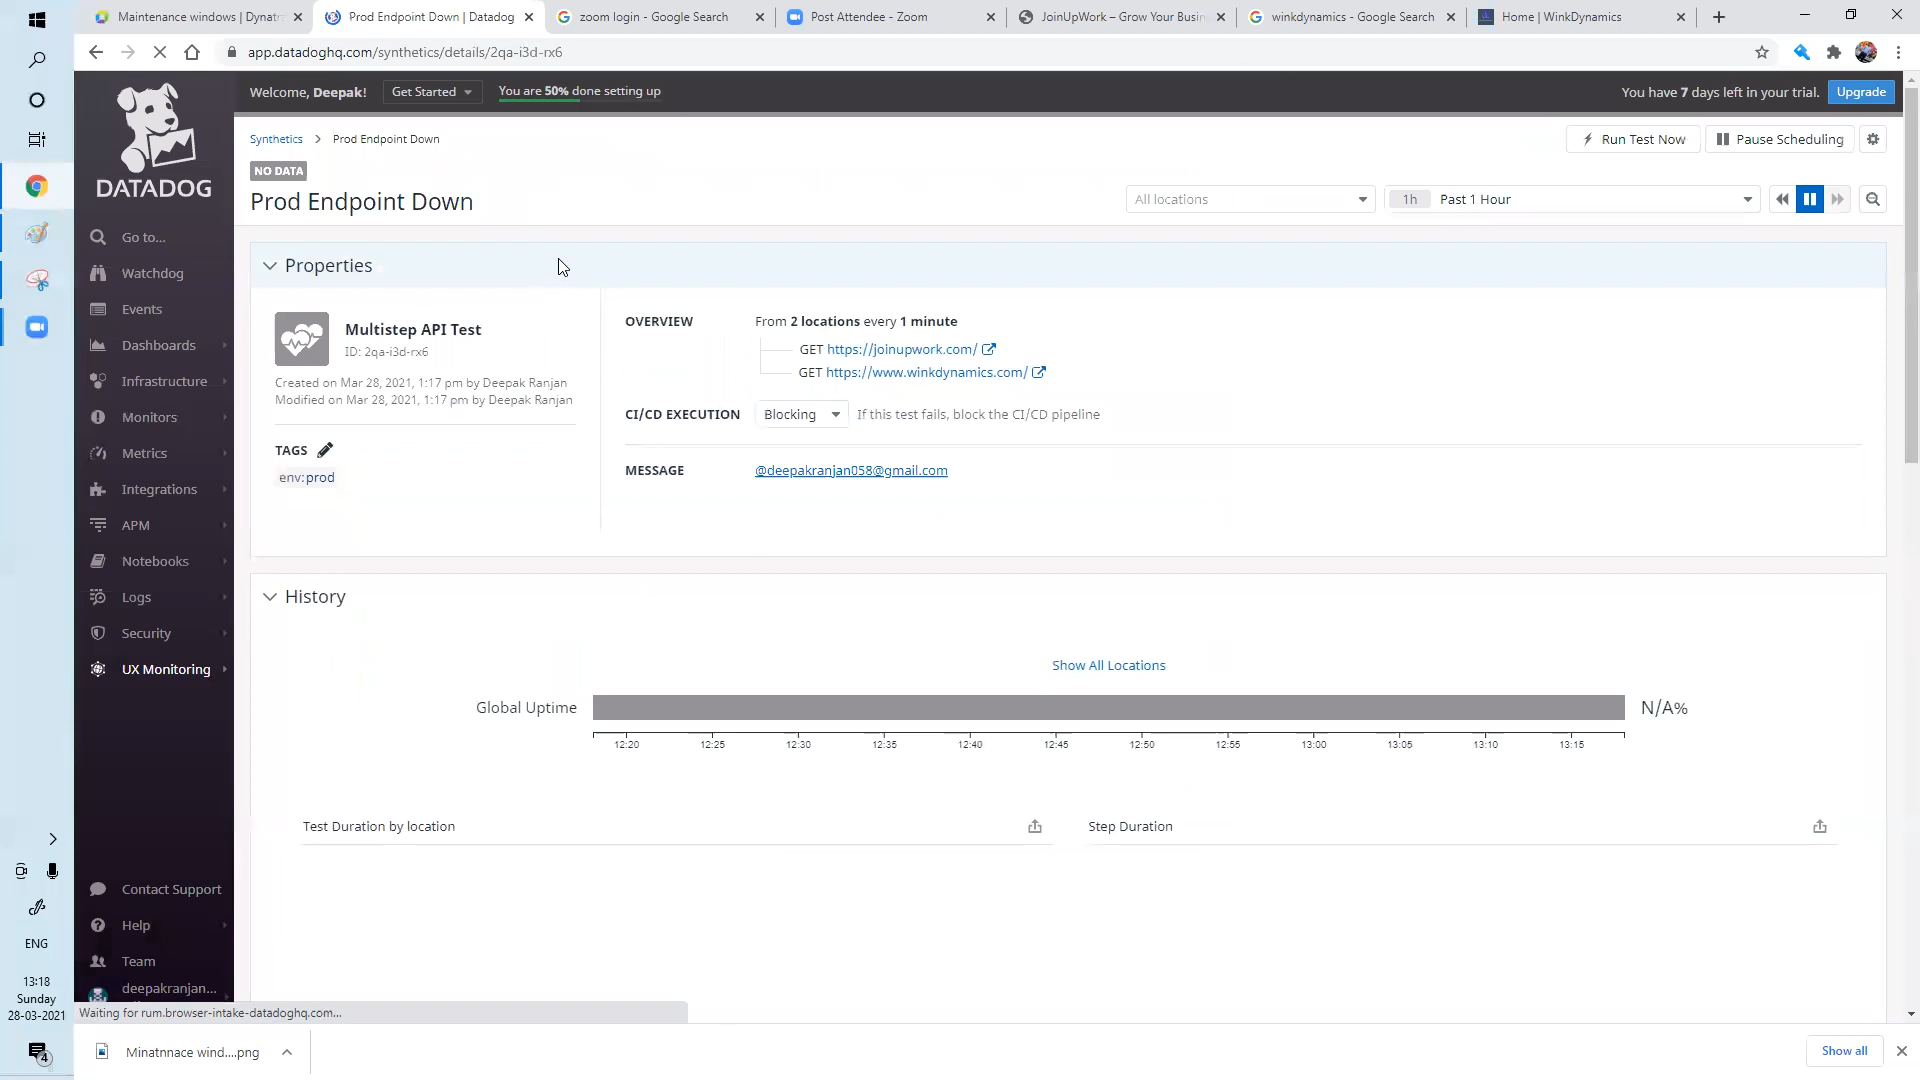 Maintenance windows | Dynatr
Prod Endpoint Down | Datadog
zoom login - Google Search
Post Attendee - Zoom
JoinUpWork – Grow Your Busin
winkdynamics - Google Search
Home | WinkDynamics
app.datadoghq.com/synthetics/details/2qa-i3d-rx6
DATADOG
Welcome, Deepak!
Get Started
You are 50% done setting up
You have 7 days left in your trial.
Upgrade
Synthetics > Prod Endpoint Down
Run Test Now
Pause Scheduling
NO DATA
Prod Endpoint Down
All locations
1h Past 1 Hour
Go to...
Watchdog
Events
Dashboards
Infrastructure
Monitors
Metrics
Integrations
APM
Notebooks
Logs
Security
UX Monitoring
Contact Support
Help
Team
deepakranjan...
Properties
Multistep API Test
ID: 2qa-i3d-rx6
Created on Mar 28, 2021, 1:17 pm by Deepak Ranjan
Modified on Mar 28, 2021, 1:17 pm by Deepak Ranjan
TAGS
env:prod
OVERVIEW
From 2 locations every 1 minute
GET https://joinupwork.com/
GET https://www.winkdynamics.com/
CI/CD EXECUTION
Blocking
If this test fails, block the CI/CD pipeline
MESSAGE
@deepakranjan058@gmail.com
History
Show All Locations
Global Uptime
N/A%
12:20 12:25 12:30 12:35 12:40 12:45 12:50 12:55 13:00 13:05 13:10 13:15
Test Duration by location
Step Duration
Waiting for rum.browser-intake-datadoghq.com...
ENG
13:18
Sunday
28-03-2021
4
Minatnnace wind....png
Show all